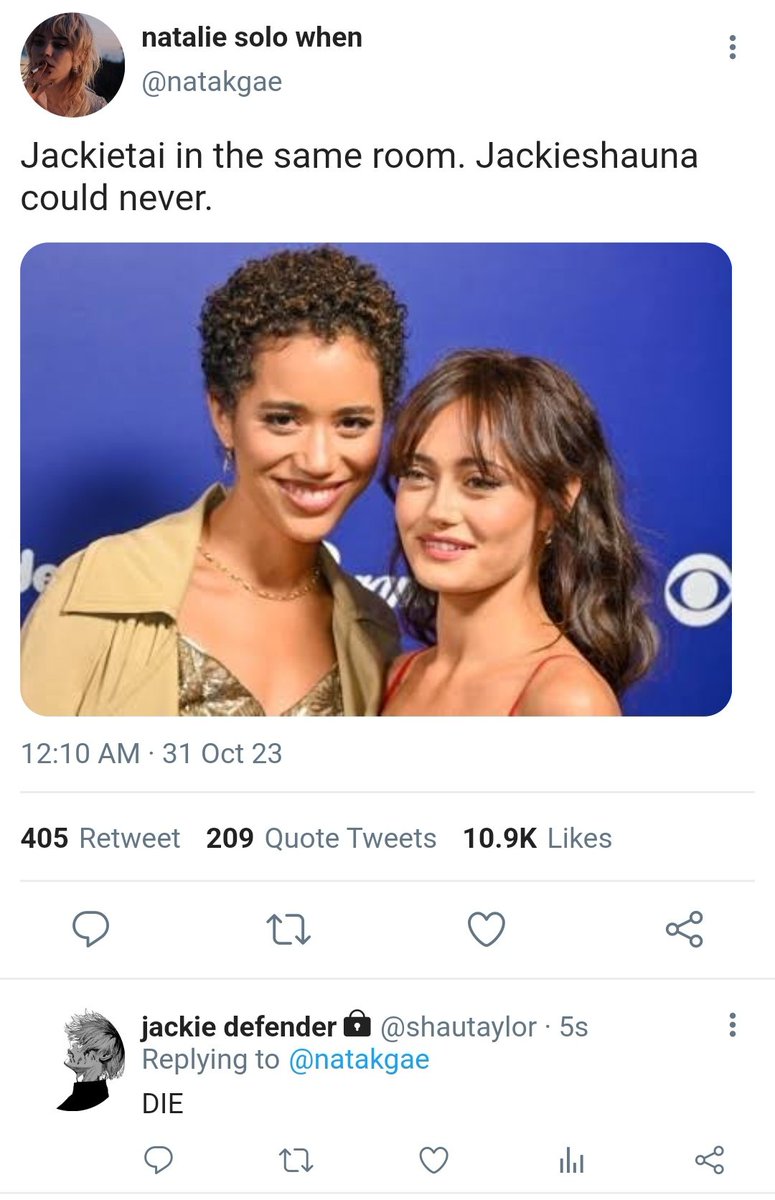 natalie solo when
@natakgae
Jackietai in the same room. Jackieshauna
could never.
12:10 AM · 31 Oct 23
405 Retweet 209 Quote Tweets 10.9K Likes
jackie defender @shautaylor · 5s
Replying to @natakgae
DIE